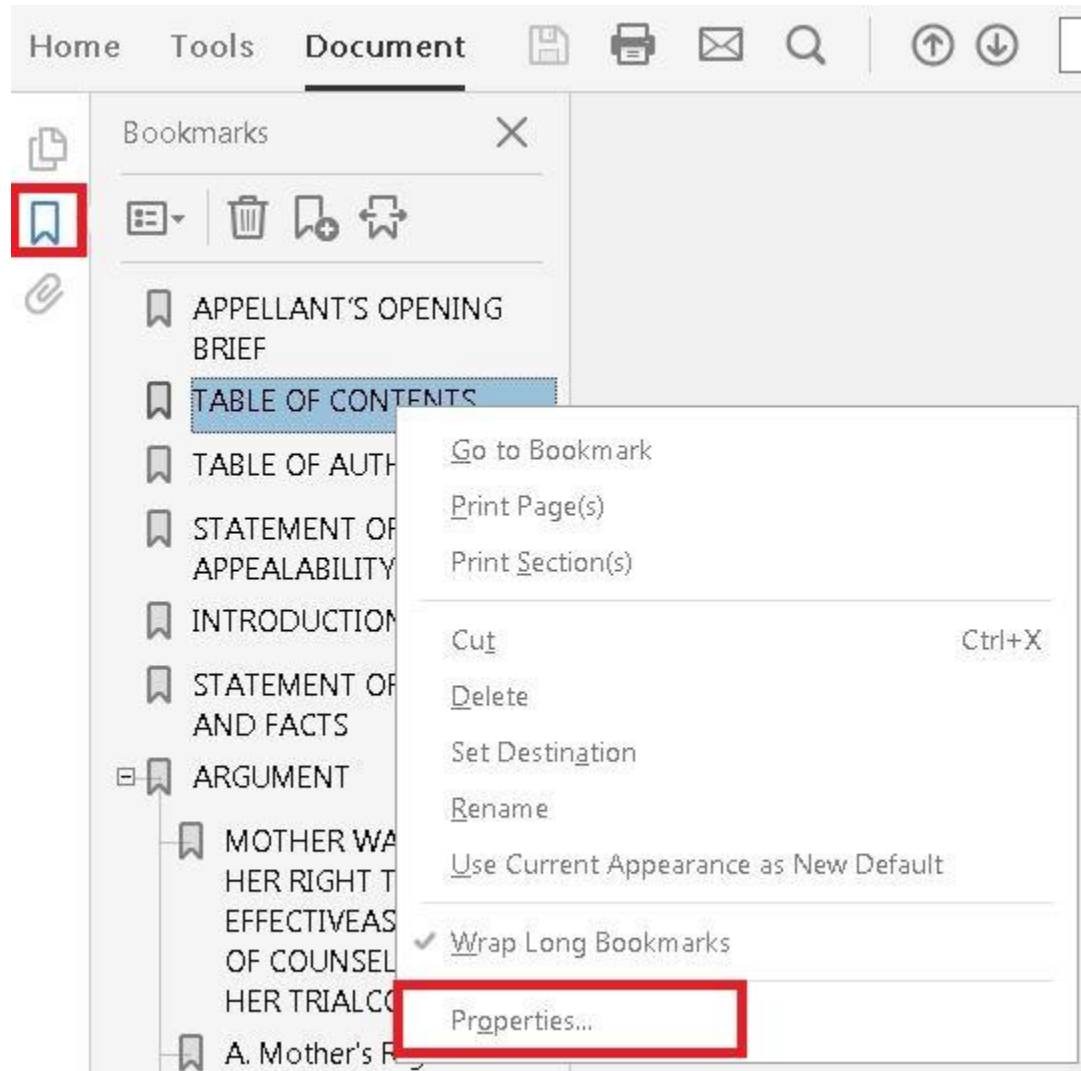 Home Tools Document
Bookmarks
APPELLANT'S OPENING
BRIEF
TABLE OF CONTENTS
TABLE OF AUTH
STATEMENT OF
APPEALABILITY
INTRODUCTION
STATEMENT OF
AND FACTS
ARGUMENT
MOTHER WA
HER RIGHT T
EFFECTIVEAS
OF COUNSEL
HER TRIALCO
A. Mother's R
Go to Bookmark
Print Page(s)
Print Section(s)
Cut Ctrl+X
Delete
Set Destination
Rename
Use Current Appearance as New Default
Wrap Long Bookmarks
Properties...